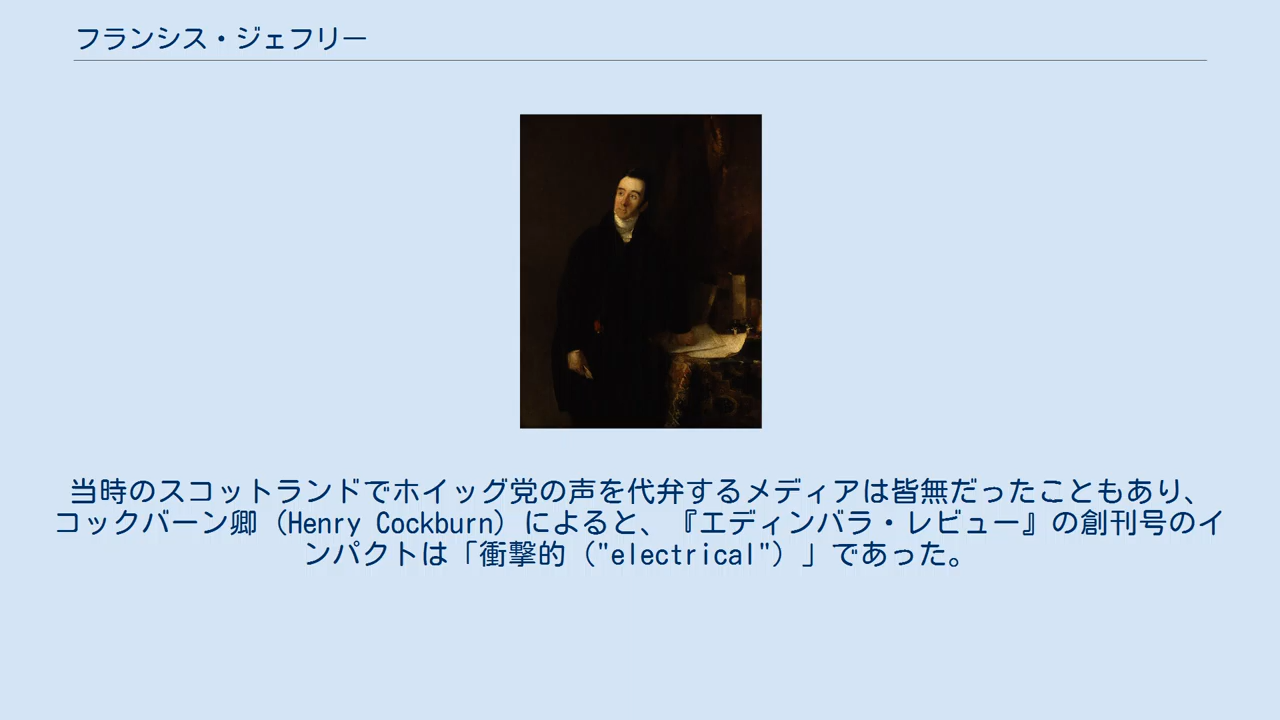 フランシス・ジェフリー
当時のスコットランドでホイッグ党の声を代弁するメディアは皆無だったこともあり、
コックバーン卿（Henry Cockburn）によると、『エディンバラ・レビュー』の創刊号のイ
ンパクトは「衝撃的（"electrical"）」であった。